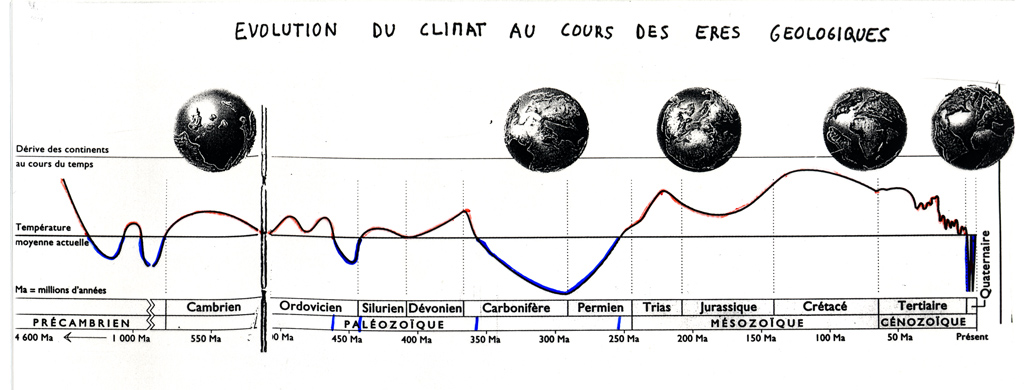 EVOLUTION DU CLIMAT AU COURS DES ERES GEOLOGIQUES
Dérive des continents
au cours du temps
Température
moyenne actuelle
Ma = millions d'années
Quaternaire
Cambrien Ordovicien Silurien Dévonien Carbonifère Permien Trias Jurassique Crétacé Tertiaire
PRÉCAMBRIEN PALÉOZOÏQUE MÉSOZOÏQUE CÉNOZOÏQUE
4 600 Ma 1 000 Ma 550 Ma 00 Ma 450 Ma 400 Ma 350 Ma 300 Ma 250 Ma 200 Ma 150 Ma 100 Ma 50 Ma Présent